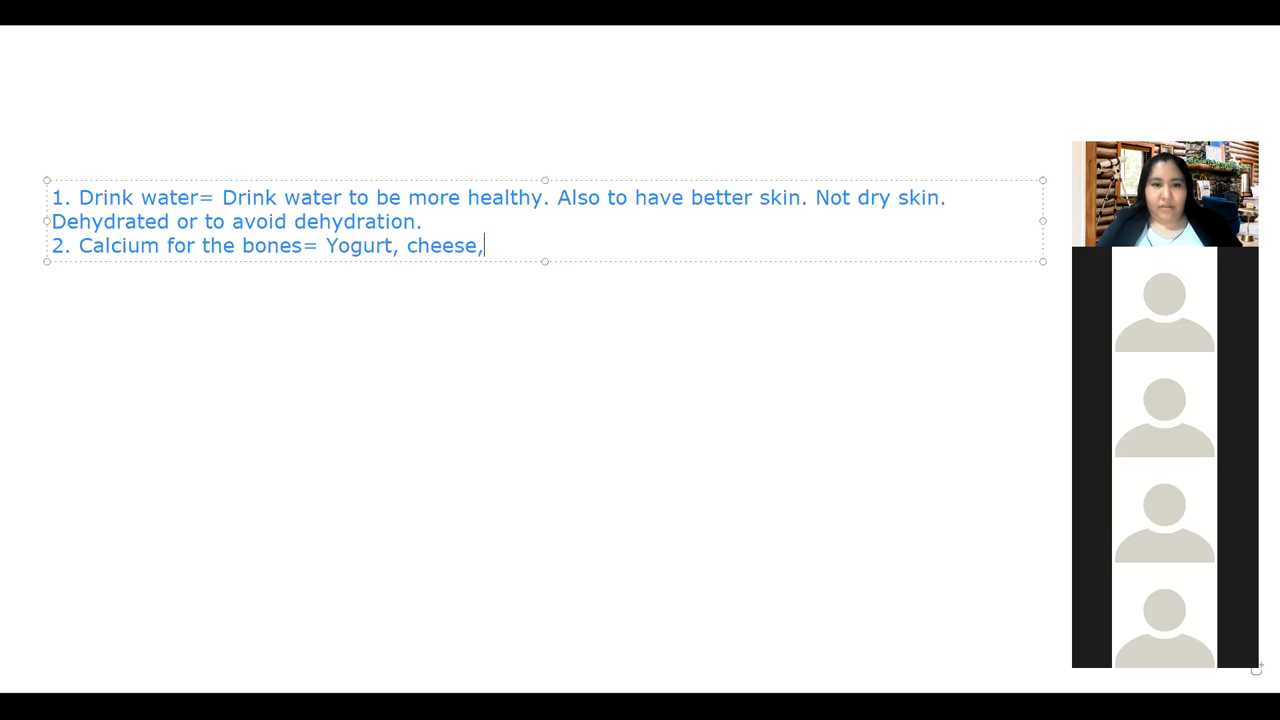 1. Drink water= Drink water to be more healthy. Also to have better skin. Not dry skin.
Dehydrated or to avoid dehydration.
2. Calcium for the bones= Yogurt, cheese,